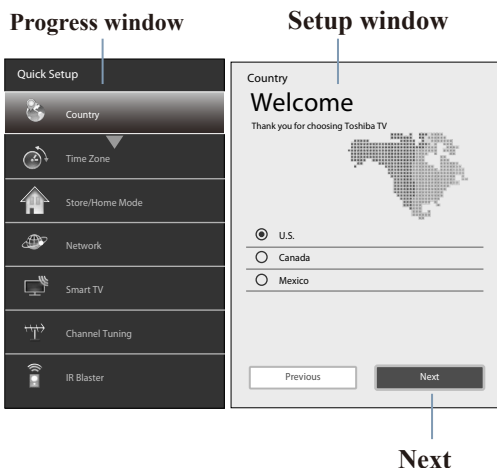 Progress window
Setup window
Quick Setup
Country
Time Zone
Store/Home Mode
Network
Smart TV
Channel Tuning
IR Blaster
Country
Welcome
Thank you for choosing Toshiba TV
U.S.
Canada
Mexico
Previous
Next
Next